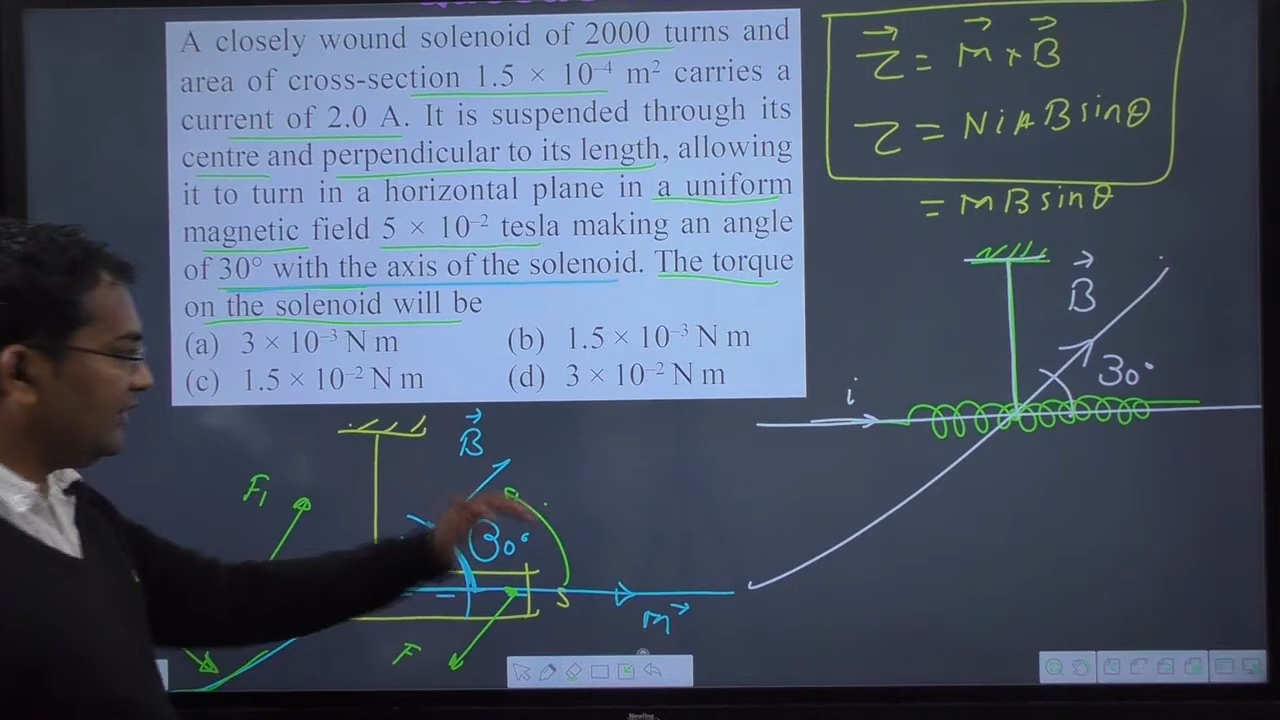 A closely wound solenoid of 2000 turns and
area of cross-section 1.5 × 10⁻⁴ m² carries a
current of 2.0 A. It is suspended through its
centre and perpendicular to its length, allowing
it to turn in a horizontal plane in a uniform
magnetic field 5 × 10⁻² tesla making an angle
of 30° with the axis of the solenoid. The torque
on the solenoid will be
(a) 3 × 10⁻³ N m (b) 1.5 × 10⁻³ N m
(c) 1.5 × 10⁻² N m (d) 3 × 10⁻² N m
τ⃗ = m⃗ × B⃗
τ = NiABsinθ
= MBsinθ
B⃗
30°
i
B⃗
F₁
30°
S
m⃗
F
Newline